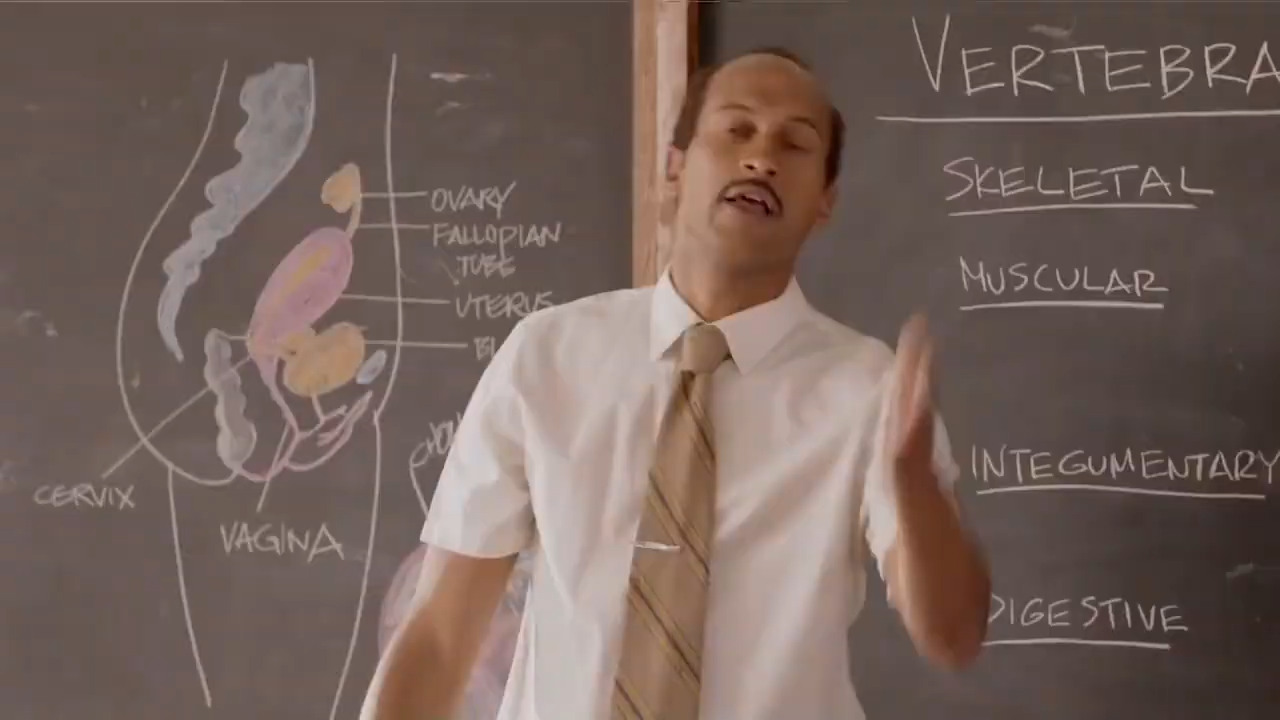 OVARY
FALLOPIAN
TUBE
UTERUS
CERVIX
VAGINA
VERTEBRA
SKELETAL
MUSCULAR
INTEGUMENTARY
DIGESTIVE